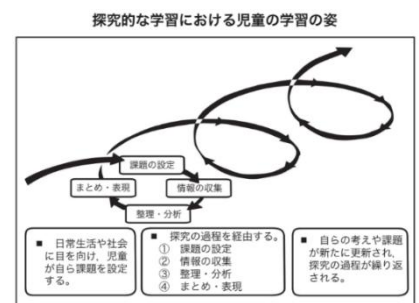 探究的な学習における児童の学習の姿
課題の設定
まとめ・表現
情報の収集
整理・分析
■ 日常生活や社会
に目を向け、児童
が自ら課題を設定
する。
■ 探究の過程を経由する。
① 課題の設定
② 情報の収集
③ 整理・分析
④ まとめ・表現
■ 自らの考えや課題
が新たに更新され、
探究の過程が繰り返
される。